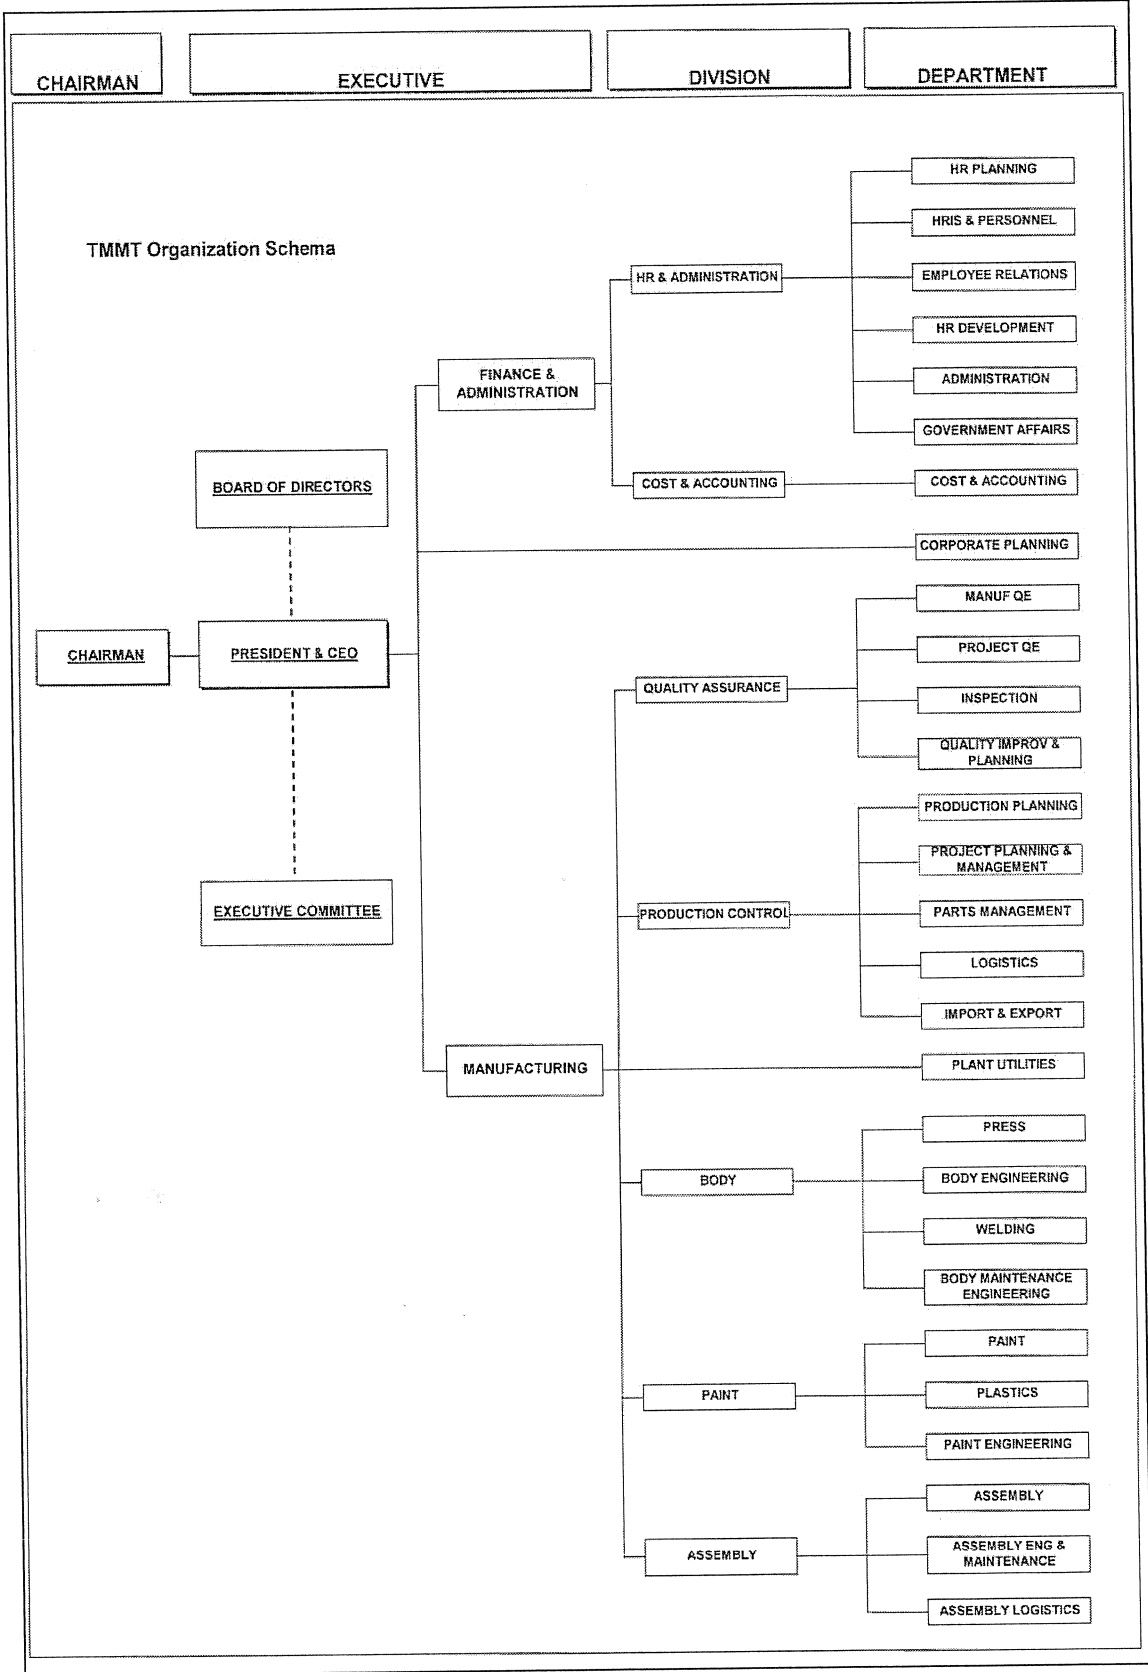 CHAIRMAN
EXECUTIVE
DIVISION
DEPARTMENT
TMMT Organization Schema
HR PLANNING
HRIS & PERSONNEL
HR & ADMINISTRATION
EMPLOYEE RELATIONS
HR DEVELOPMENT
FINANCE &
ADMINISTRATION
ADMINISTRATION
GOVERNMENT AFFAIRS
BOARD OF DIRECTORS
COST & ACCOUNTING
COST & ACCOUNTING
CORPORATE PLANNING
MANUF QE
CHAIRMAN
PRESIDENT & CEO
PROJECT QE
QUALITY ASSURANCE
INSPECTION
QUALITY IMPROV &
PLANNING
PRODUCTION PLANNING
PROJECT PLANNING &
MANAGEMENT
EXECUTIVE COMMITTEE
PRODUCTION CONTROL
PARTS MANAGEMENT
LOGISTICS
IMPORT & EXPORT
MANUFACTURING
PLANT UTILITIES
PRESS
BODY
BODY ENGINEERING
WELDING
BODY MAINTENANCE
ENGINEERING
PAINT
PAINT
PLASTICS
PAINT ENGINEERING
ASSEMBLY
ASSEMBLY
ASSEMBLY ENG &
MAINTENANCE
ASSEMBLY LOGISTICS